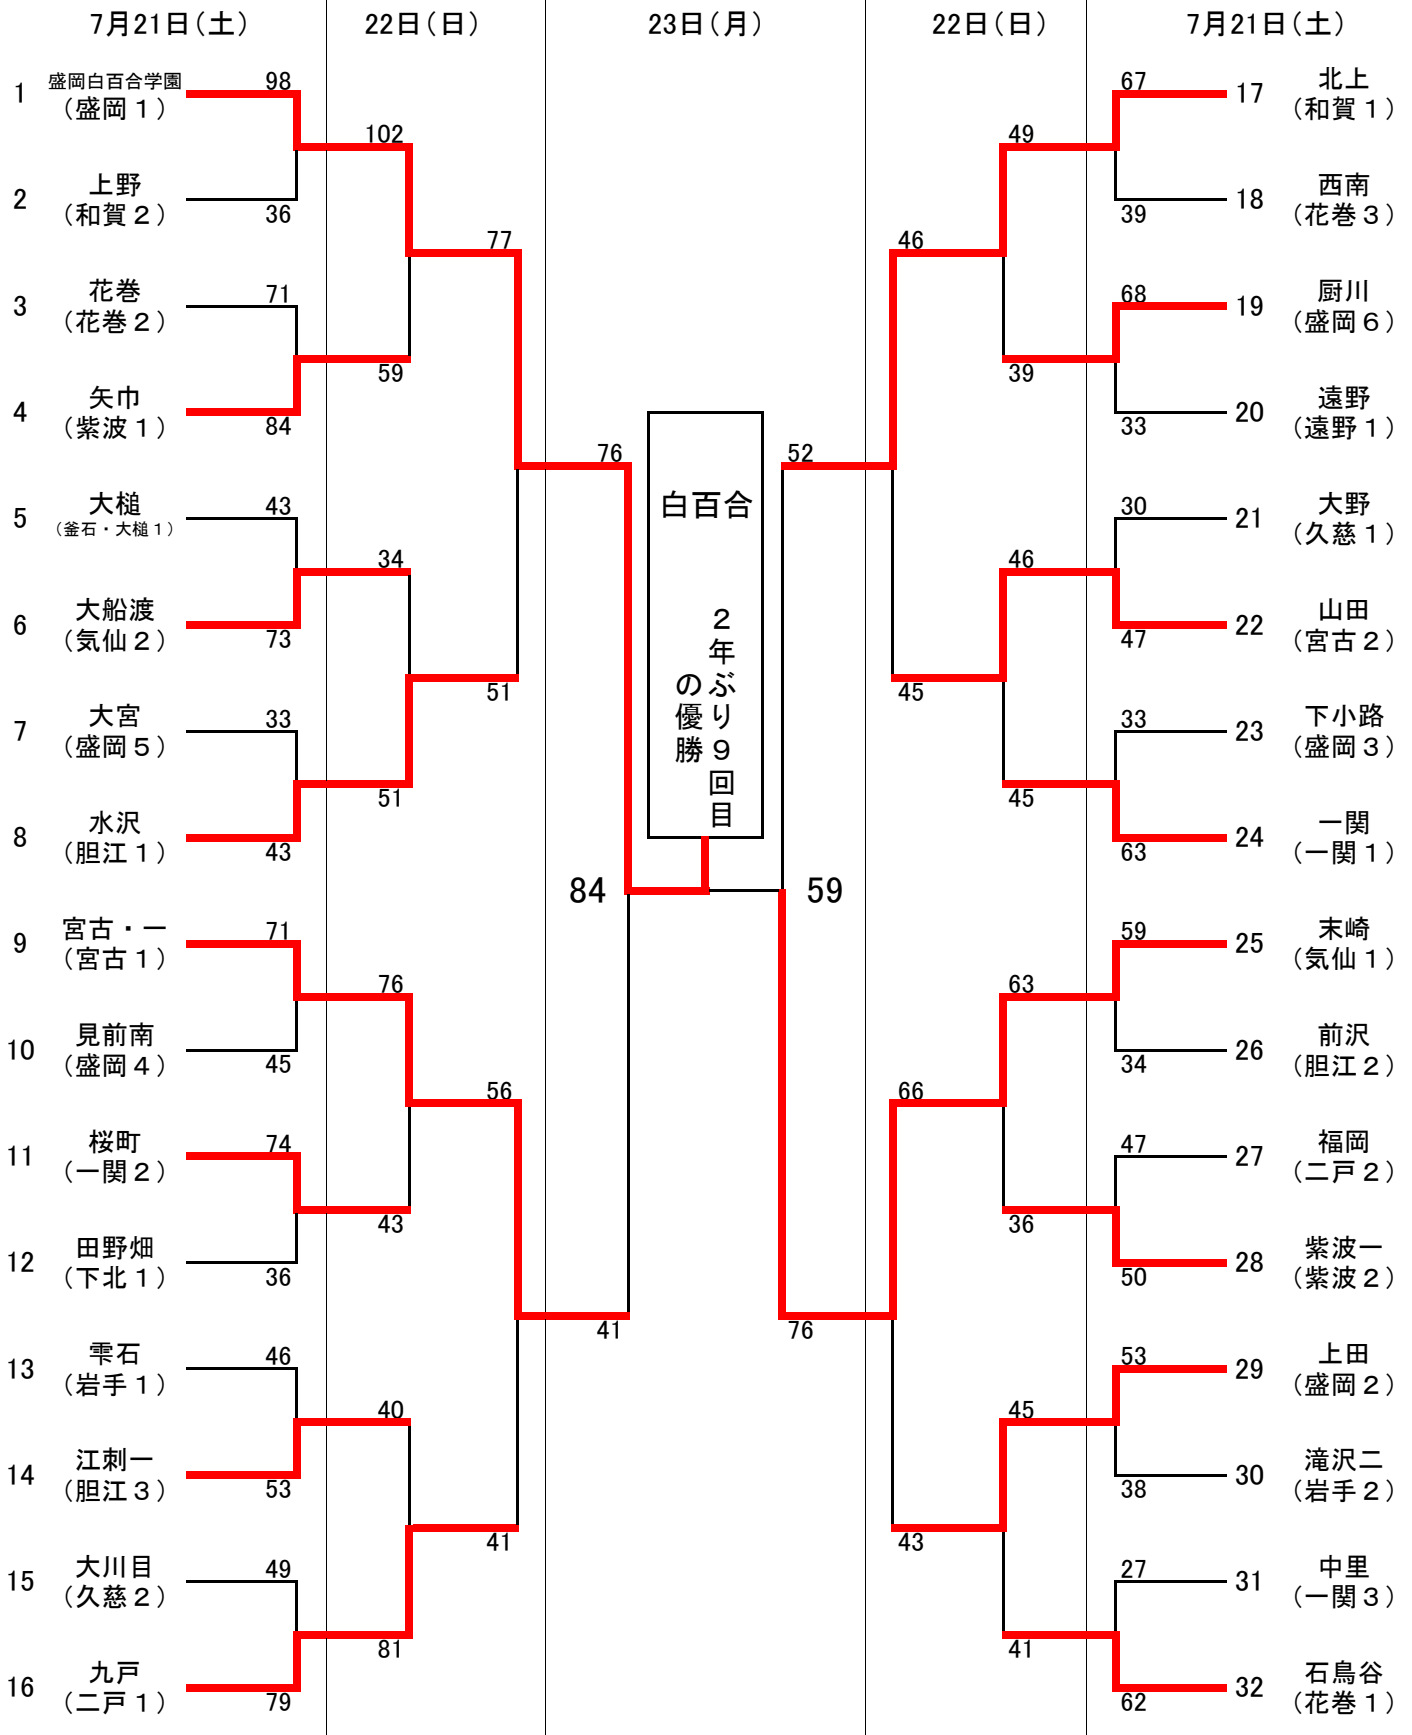 7月21日（土）
22日（日）
23日（月）
22日（日）
7月21日（土）
1
盛岡白百合学園
（盛岡１）
98
2
上野
（和賀２）
36
102
3
花巻
（花巻２）
71
4
矢巾
（紫波１）
84
59
77
5
大槌
（釜石・大槌１）
43
6
大船渡
（気仙２）
73
34
7
大宮
（盛岡５）
33
8
水沢
（胆江１）
43
51
51
76
9
宮古・一
（宮古１）
71
10
見前南
（盛岡４）
45
76
11
桜町
（一関２）
74
12
田野畑
（下北１）
36
43
56
13
雫石
（岩手１）
46
14
江刺一
（胆江３）
53
40
15
大川目
（久慈２）
49
16
九戸
（二戸１）
79
81
41
41
白百合
２年ぶり９回目
の優勝
84
59
67
17
北上
（和賀１）
39
18
西南
（花巻３）
49
68
19
厨川
（盛岡６）
33
20
遠野
（遠野１）
39
46
30
21
大野
（久慈１）
47
22
山田
（宮古２）
46
33
23
下小路
（盛岡３）
63
24
一関
（一関１）
45
45
52
59
25
末崎
（気仙１）
34
26
前沢
（胆江２）
63
47
27
福岡
（二戸２）
50
28
紫波一
（紫波２）
36
66
53
29
上田
（盛岡２）
38
30
滝沢二
（岩手２）
45
27
31
中里
（一関３）
62
32
石鳥谷
（花巻１）
41
43
76